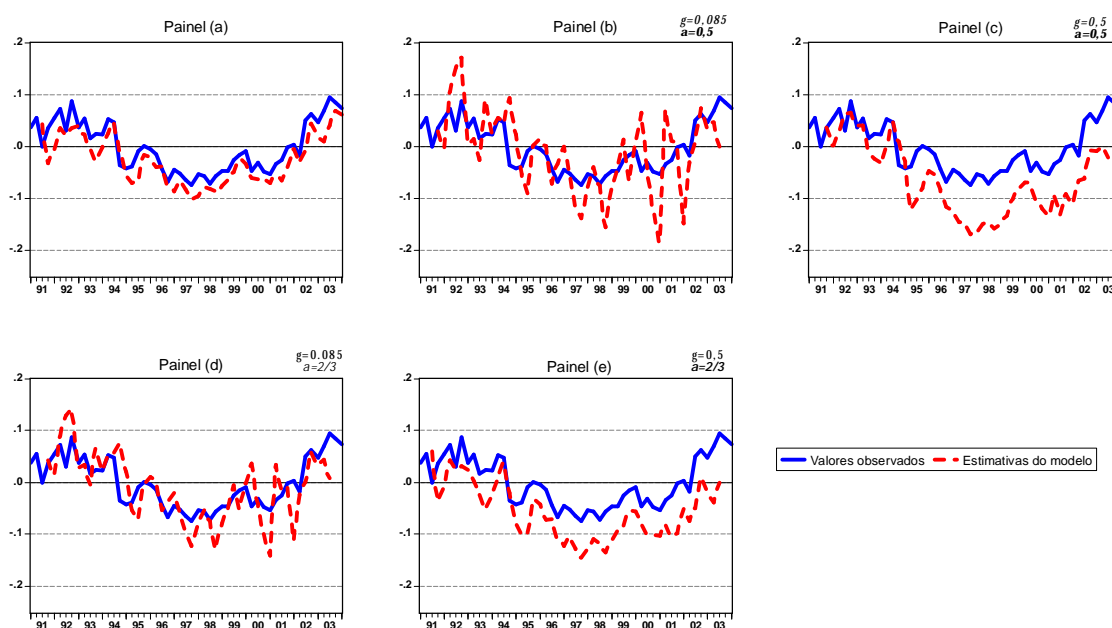 Painel (a)
Painel (b)
g=0,085
a=0,5
Painel (c)
g=0,5
a=0,5
.2
.1
.0
-.1
-.2
91 92 93 94 95 96 97 98 99 00 01 02 03
.2
.1
.0
-.1
-.2
91 92 93 94 95 96 97 98 99 00 01 02 03
.2
.1
.0
-.1
-.2
91 92 93 94 95 96 97 98 99 00 01 02 03
Painel (d)
g=0.085
a=2/3
Painel (e)
g=0,5
a=2/3
.2
.1
.0
-.1
-.2
91 92 93 94 95 96 97 98 99 00 01 02 03
.2
.1
.0
-.1
-.2
91 92 93 94 95 96 97 98 99 00 01 02 03
Valores observados
Estimativas do modelo